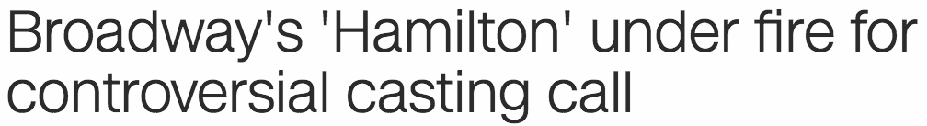 Broadway's 'Hamilton' under fire for
controversial casting call